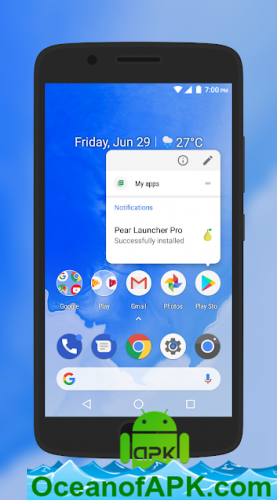 7:00 PM
Friday, Jun 29 | 27°C
My apps
Notifications
Pear Launcher Pro
Successfully installed
Google Play Gmail Photos Play Sto
G
apk
OceanofAPK.com